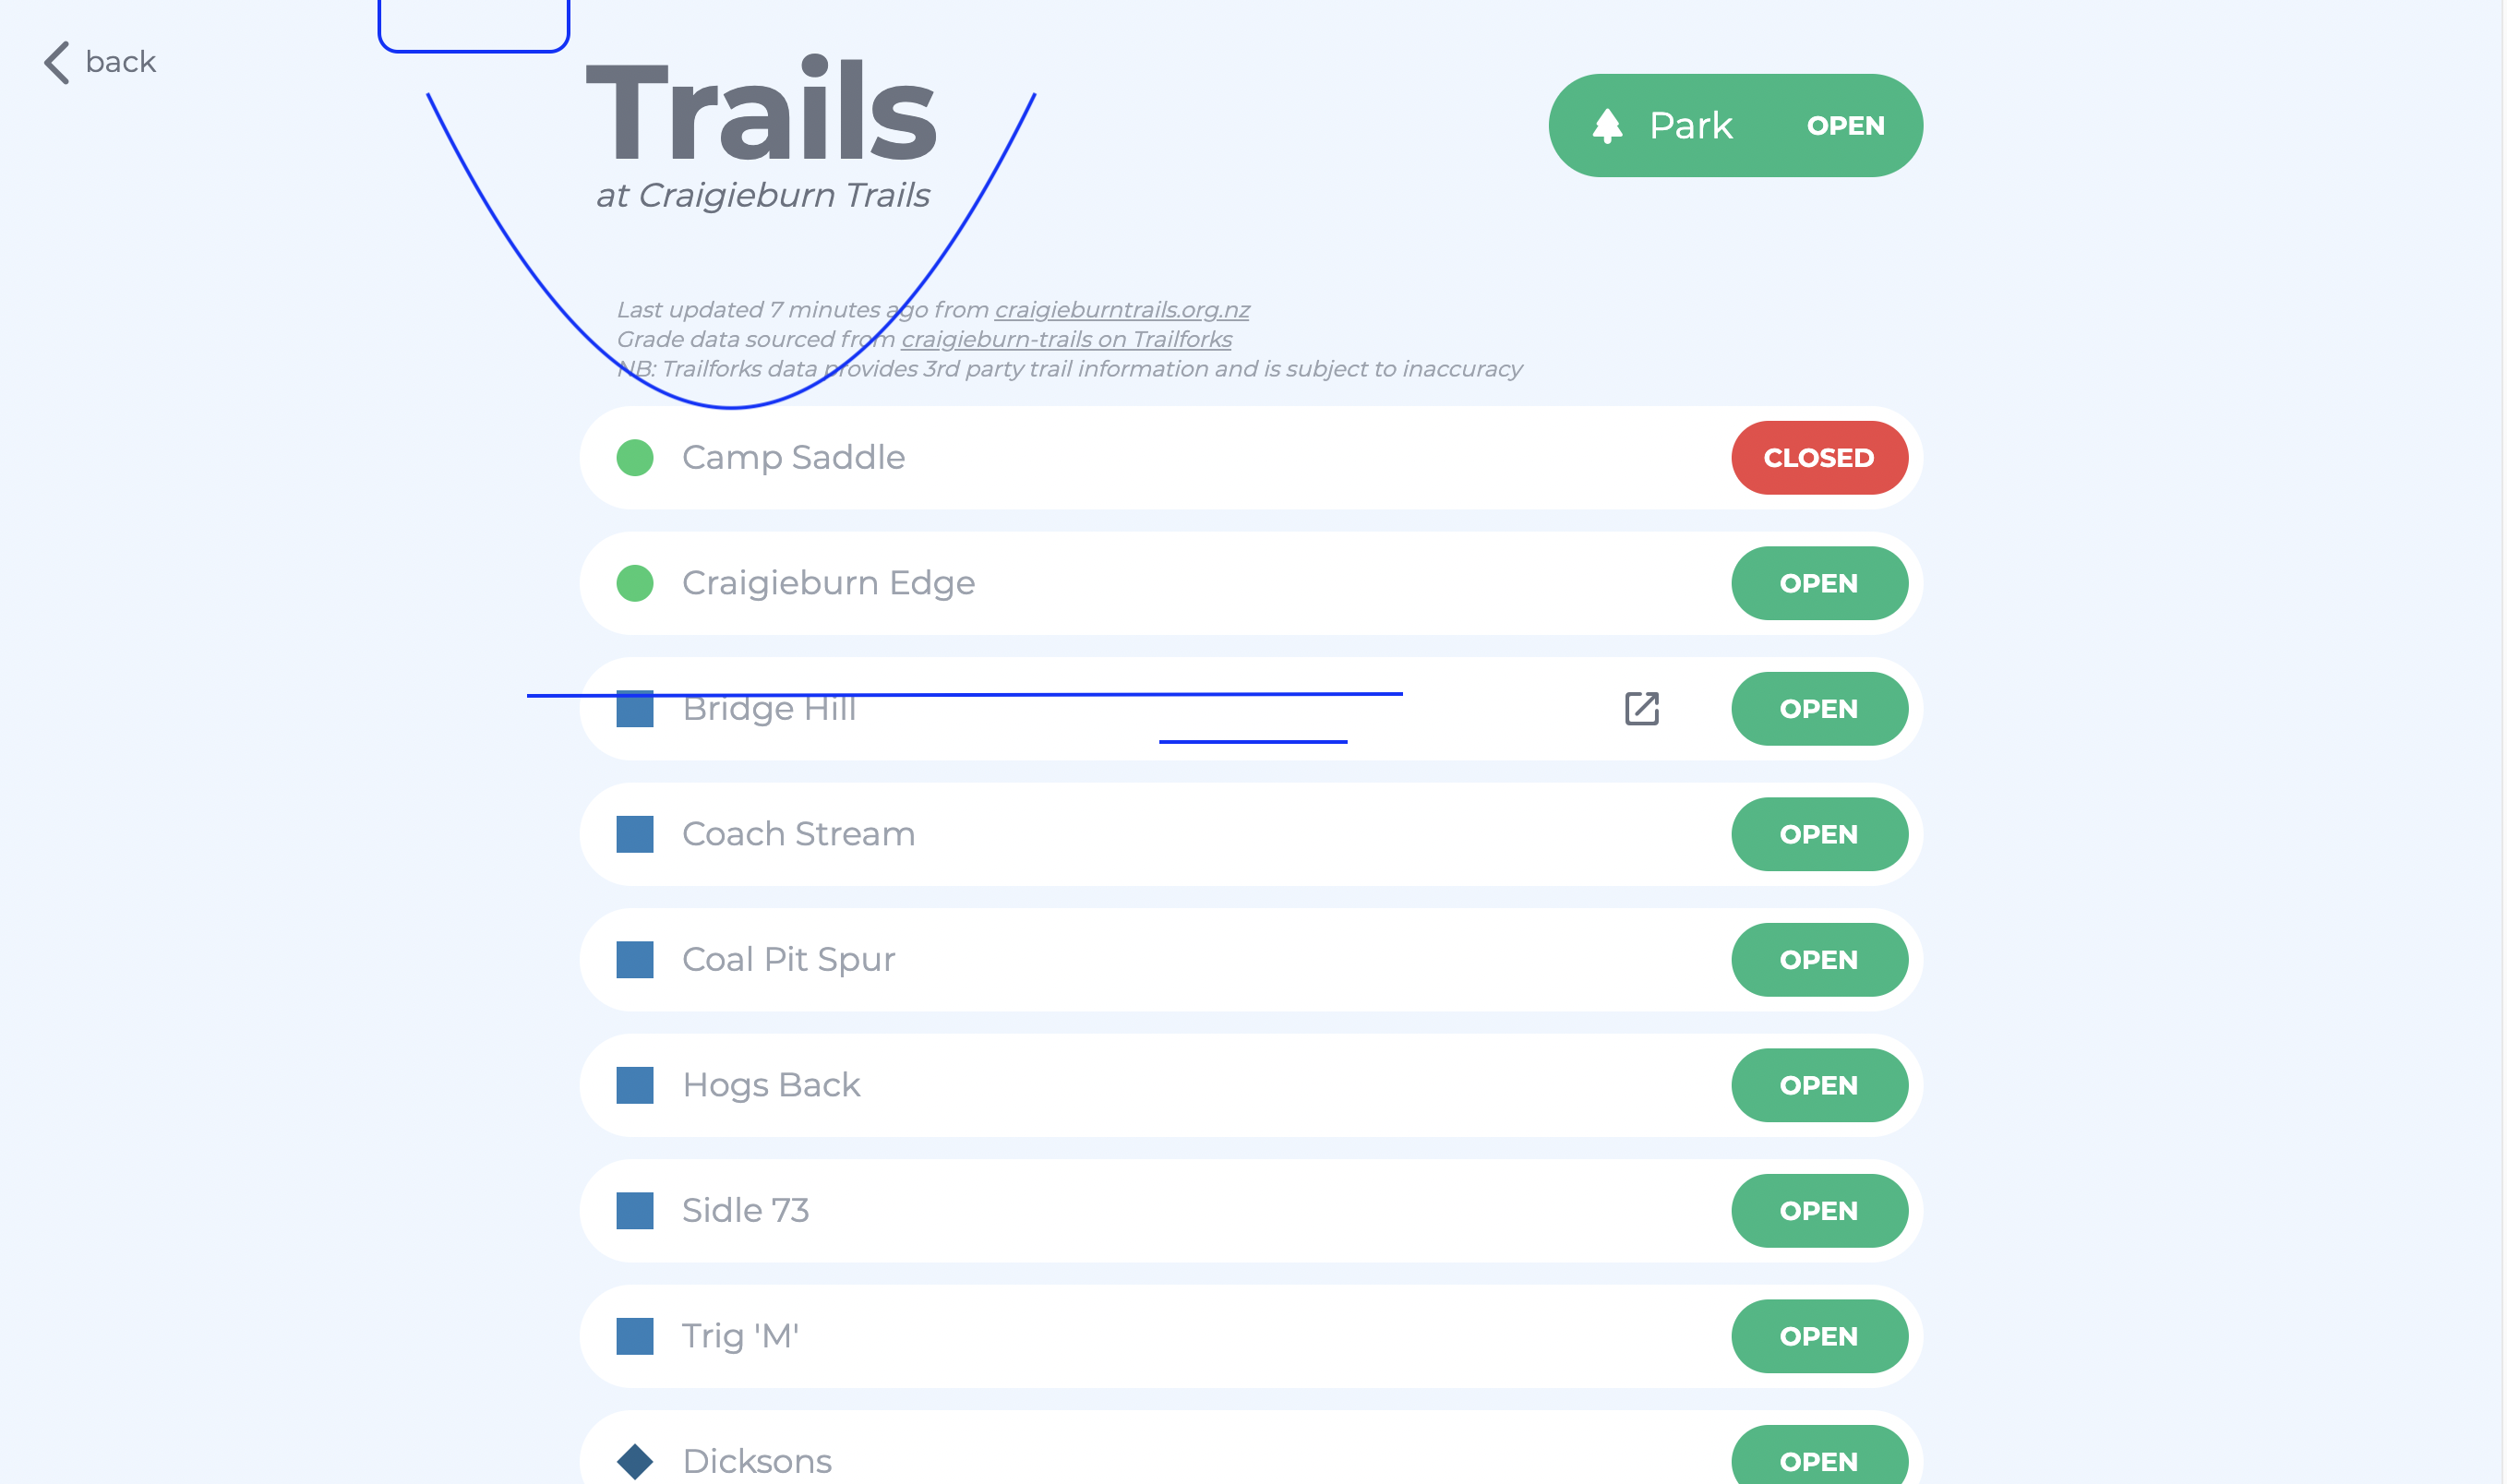 back
Trails
Park OPEN
at Craigieburn Trails
Last updated 7 minutes ago from craigieburntrails.org.nz
Grade data sourced from craigieburn-trails on Trailforks
NB: Trailforks data provides 3rd party trail information and is subject to inaccuracy
Camp Saddle CLOSED
Craigieburn Edge OPEN
Bridge Hill OPEN
Coach Stream OPEN
Coal Pit Spur OPEN
Hogs Back OPEN
Sidle 73 OPEN
Trig 'M' OPEN
Dicksons OPEN